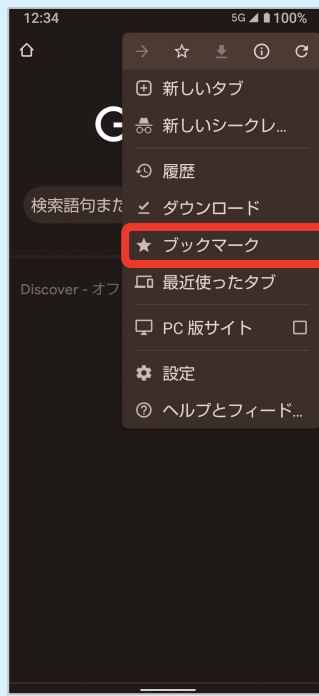 12:34 5G 100%
G
新しいタブ
新しいシークレ...
履歴
検索語句また
ダウンロード
ブックマーク
Discover - オフ
最近使ったタブ
PC 版サイト
設定
ヘルプとフィード...